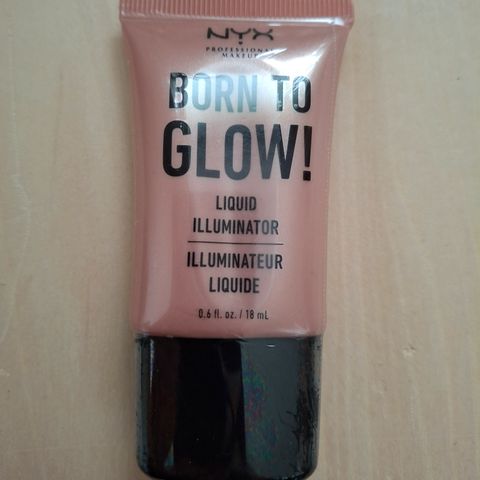 NYX
PROFESSIONAL
MAKEUP
BORN TO
GLOW!
LIQUID
ILLUMINATOR
ILLUMINATEUR
LIQUIDE
0.6 fl. oz. / 18 mL